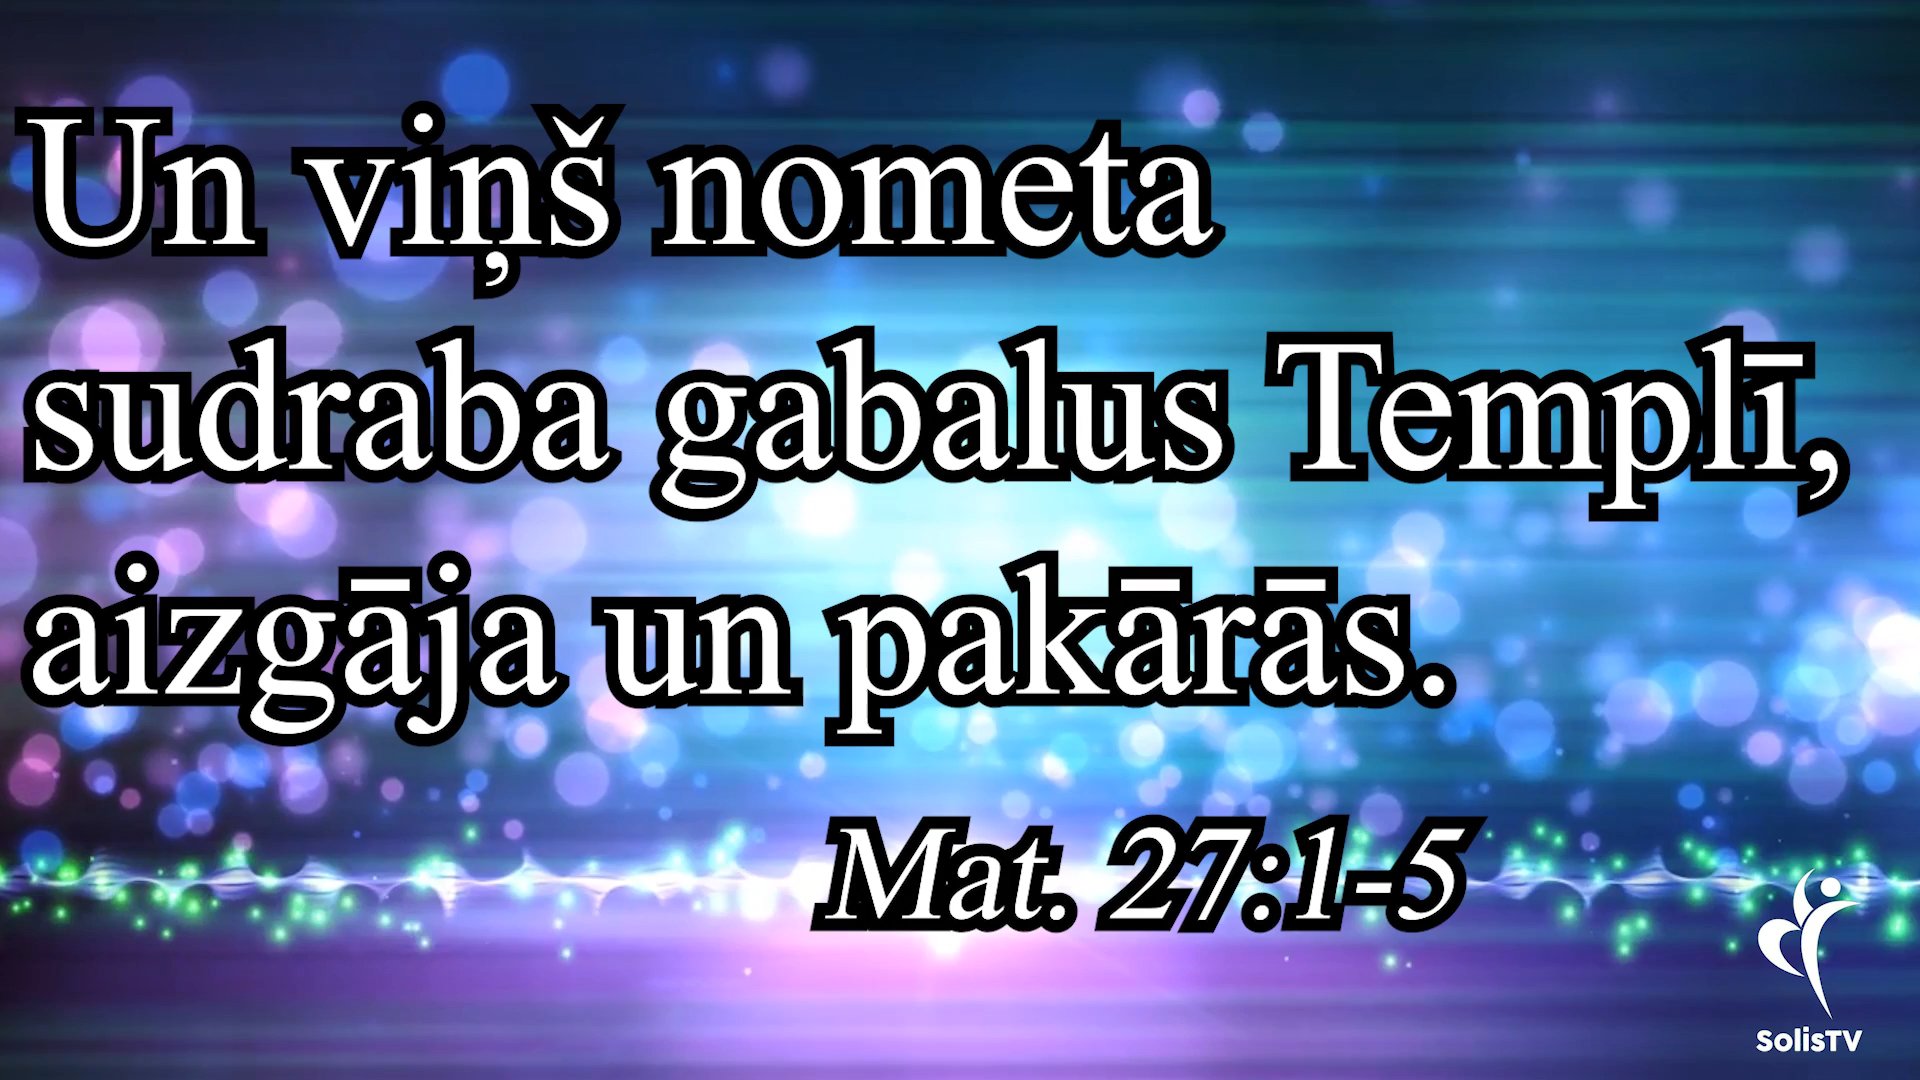 Un viņš nometa
sudraba gabalus Templī,
aizgāja un pakārās.
Mat. 27:1-5
SolisTV